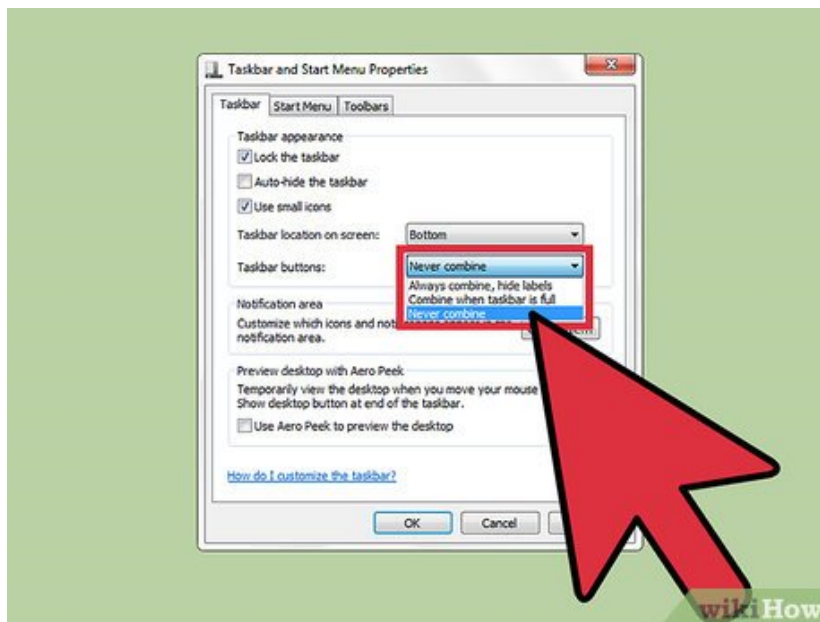 Taskbar and Start Menu Properties
Taskbar Start Menu Toolbars
Taskbar appearance
Lock the taskbar
Auto-hide the taskbar
Use small icons
Taskbar location on screen: Bottom
Taskbar buttons: Never combine
Always combine, hide labels
Combine when taskbar is full
Never combine
Notification area
Customize which icons and
notification area.
Preview desktop with Aero Peek
Temporarily view the desktop when you move your mouse
Show desktop button at end of the taskbar.
Use Aero Peek to preview the desktop
How do I customize the taskbar?
OK Cancel
wikiHow